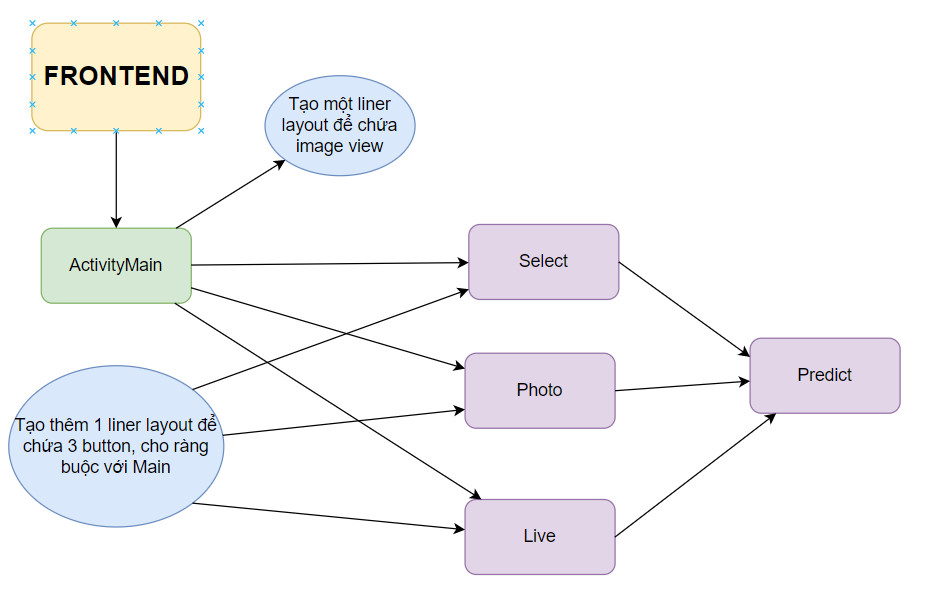 FRONTEND
Tạo một liner
layout để chứa
image view
ActivityMain
Select
Photo
Predict
Tạo thêm 1 liner layout để
chứa 3 button, cho ràng
buộc với Main
Live